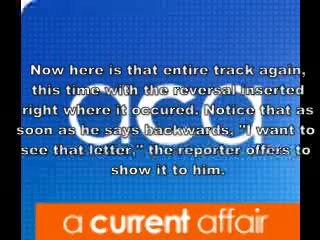 Now here is that entire track again,
this time with the reversal inserted
right where it occured. Notice that as
soon as he says backwards, "I want to
see that letter," the reporter offers to
show it to him.
aca
a current affair